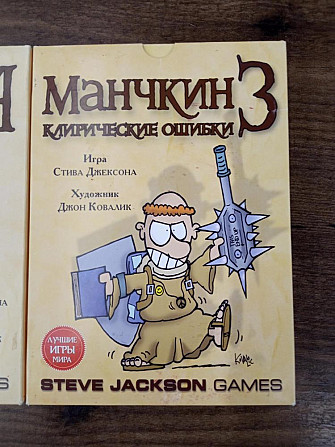 Манчкин 3
клирические ошибки
Игра
Стива Джексона
Художник
Джон Ковалик
ЛУЧШИЕ
ИГРЫ
МИРА
STEVE JACKSON GAMES